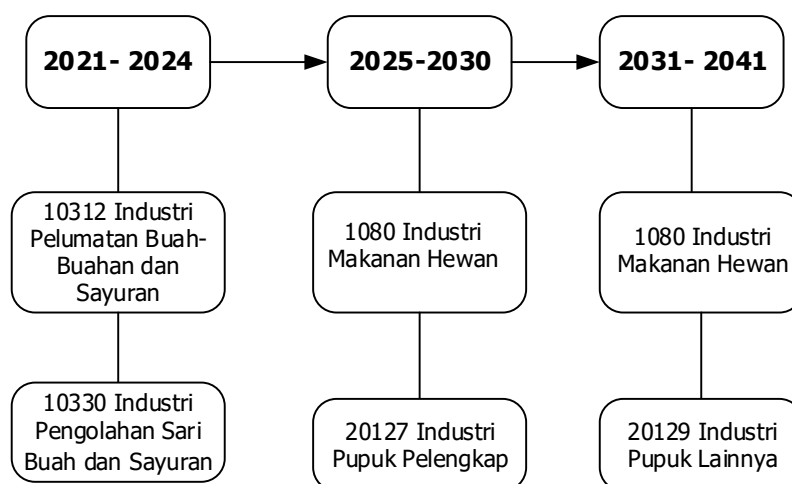 2021- 2024
2025-2030
2031- 2041
10312 Industri
Pelumatan Buah-
Buahan dan
Sayuran
1080 Industri
Makanan Hewan
1080 Industri
Makanan Hewan
10330 Industri
Pengolahan Sari
Buah dan Sayuran
20127 Industri
Pupuk Pelengkap
20129 Industri
Pupuk Lainnya